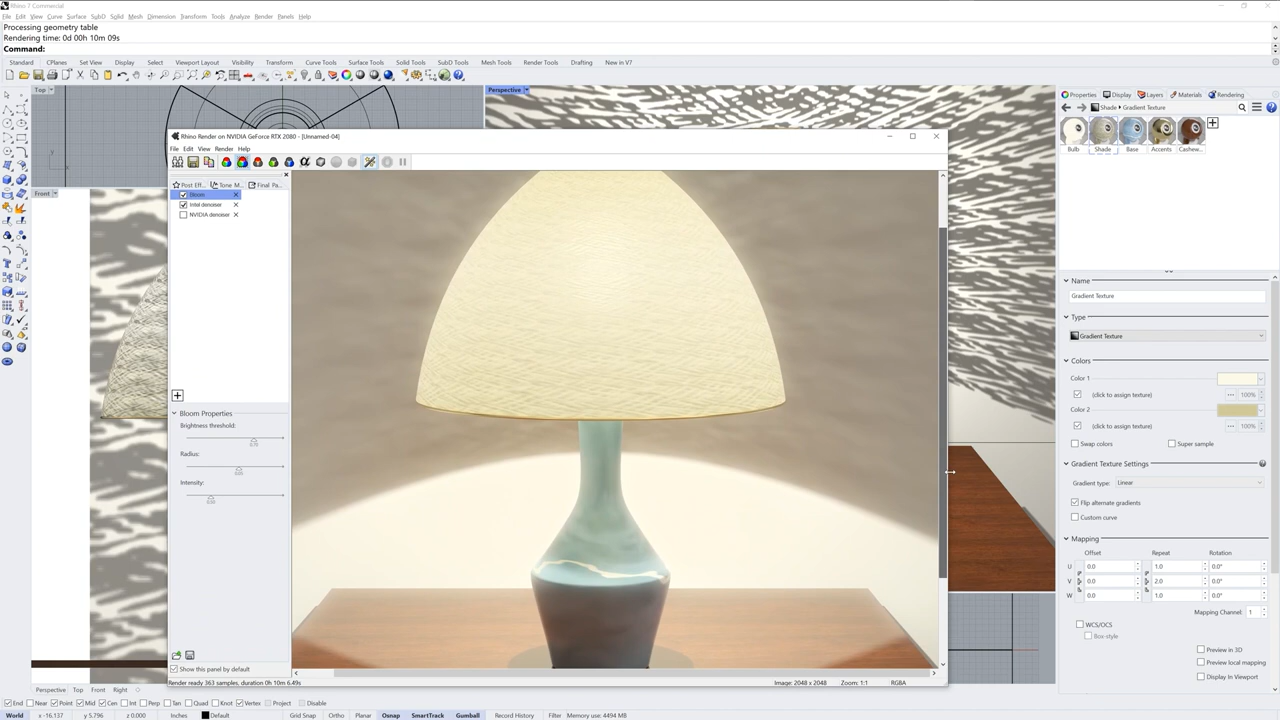 Rhino 7 Commercial
File Edit View Curve Surface SubD Solid Mesh Dimension Transform Tools Analyze Render Panels Help
Processing geometry table
Rendering time: 0d 00h 10m 09s
Command:
Standard CPlanes Set View Display Select Viewport Layout Visibility Transform Curve Tools Surface Tools Solid Tools SubD Tools Mesh Tools Render Tools Drafting New in V7
Top
Perspective
Front
Rhino Render on NVIDIA GeForce RTX 2080 - [Unnamed-04]
File Edit View Render Help
Post Eff... Tone M... Final Pa...
Bloom
Intel denoiser
NVIDIA denoiser
Bloom Properties
Brightness threshold:
Radius:
Intensity:
Show this panel by default
Render ready 363 samples, duration 0h 10m 6.49s
Image: 2048 x 2048 Zoom: 1:1 RGBA
Properties Display Layers Materials Rendering
Shade Gradient Texture
Bulb Shade Base Accents Cashew...
Name
Gradient Texture
Type
Gradient Texture
Colors
Color 1
(click to assign texture) 100%
Color 2
(click to assign texture) 100%
Swap colors Super sample
Gradient Texture Settings
Gradient type: Linear
Flip alternate gradients
Custom curve
Mapping
Offset Repeat Rotation
U 0.0 1.0 0.0°
V 0.0 2.0 0.0°
W 0.0 1.0 0.0°
Mapping Channel: 1
WCS/OCS
Box-style
Preview in 3D
Preview local mapping
Display In Viewport
Perspective Top Front Right
End Near Point Mid Cen Int Perp Tan Quad Knot Vertex Project Disable
World x -16.137 y 5.796 z 0.000 Inches Default Grid Snap Ortho Planar Osnap SmartTrack Gumball Record History Filter Memory use: 4494 MB